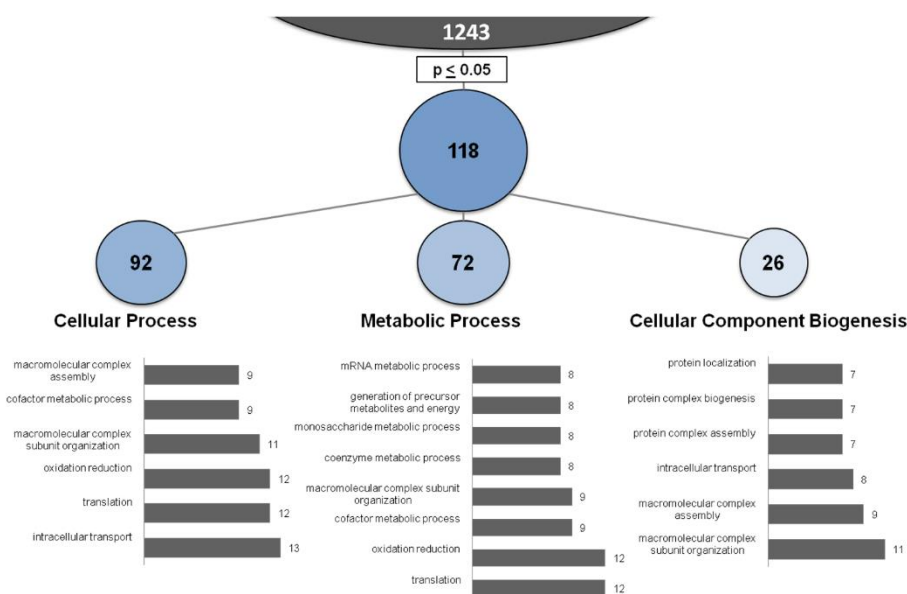 1243
p ≤ 0.05
118
92
72
26
Cellular Process
Metabolic Process
Cellular Component Biogenesis
macromolecular complex
assembly
9
cofactor metabolic process
9
macromolecular complex
subunit organization
11
oxidation reduction
12
translation
12
intracellular transport
13
mRNA metabolic process
8
generation of precursor
metabolites and energy
8
monosaccharide metabolic process
8
coenzyme metabolic process
8
macromolecular complex subunit
organization
9
cofactor metabolic process
9
oxidation reduction
12
translation
12
protein localization
7
protein complex biogenesis
7
protein complex assembly
7
intracellular transport
8
macromolecular complex
assembly
9
macromolecular complex
subunit organization
11